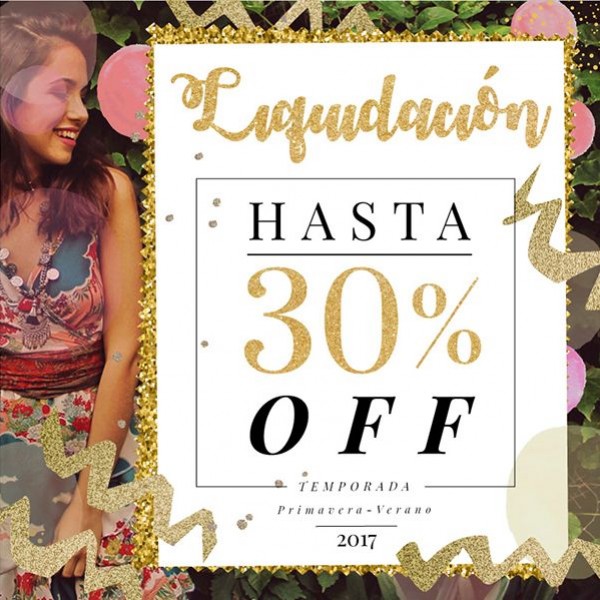 Liquidación
HASTA
30%
OFF
TEMPORADA
Primavera-Verano
2017